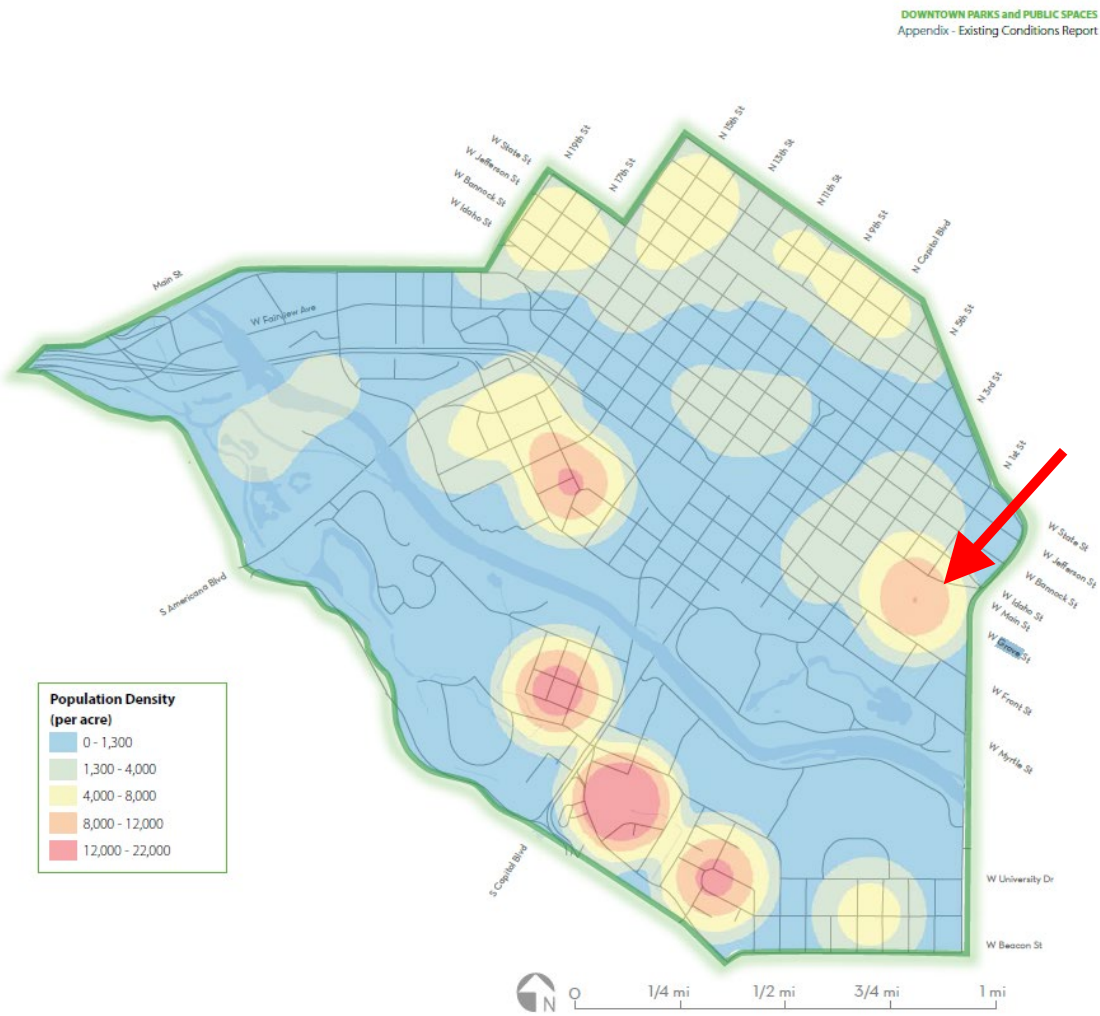 DOWNTOWN PARKS and PUBLIC SPACES
Appendix - Existing Conditions Report
N 15th St
N 19th St
W State St
N 13th St
W Jefferson St
N 17th St
W Bannock St
N 11th St
W Idaho St
N 9th St
N Capitol Blvd
Main St
W Fairview Ave
N 5th St
N 3rd St
N 1st St
W State St
W Jefferson St
W Bannock St
W Idaho St
W Main St
W Grove St
S Americana Blvd
W Front St
W Myrtle St
Population Density
(per acre)
0 - 1,300
1,300 - 4,000
4,000 - 8,000
8,000 - 12,000
12,000 - 22,000
S Capitol Blvd
W University Dr
W Beacon St
N
0 1/4 mi 1/2 mi 3/4 mi 1 mi